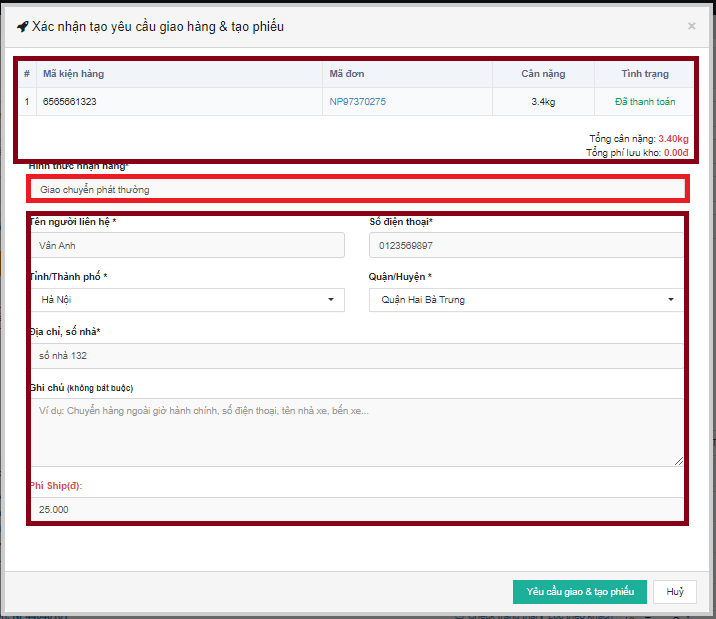 Xác nhận tạo yêu cầu giao hàng & tạo phiếu
×
# Mã kiện hàng Mã đơn Cân nặng Tình trạng
1 6565661323 NP97370275 3.4kg Đã thanh toán
Tổng cân nặng: 3.40kg
Tổng phí lưu kho: 0.00đ
Hình thức nhận hàng*
Giao chuyển phát thường
Tên người liên hệ * Số điện thoại*
Vân Anh 0123569897
Tỉnh/Thành phố * Quận/Huyện *
Hà Nội Quận Hai Bà Trưng
Địa chỉ, số nhà*
số nhà 132
Ghi chú (không bắt buộc)
Ví dụ: Chuyển hàng ngoài giờ hành chính, số điện thoại, tên nhà xe, bến xe...
Phí Ship(đ):
25.000
Yêu cầu giao & tạo phiếu Huỷ